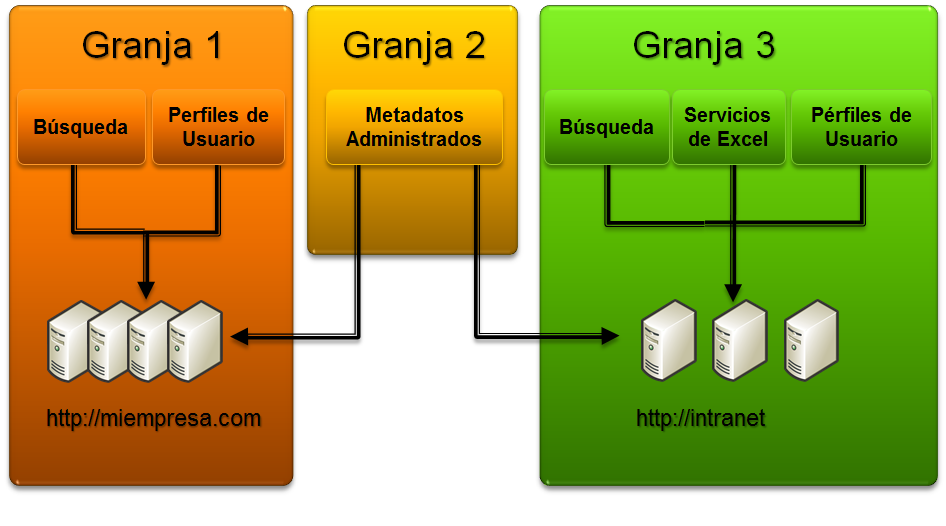 Granja 1
Búsqueda
Perfiles de
Usuario
http://miempresa.com
Granja 2
Metadatos
Administrados
Granja 3
Búsqueda
Servicios
de Excel
Pérfiles de
Usuario
http://intranet